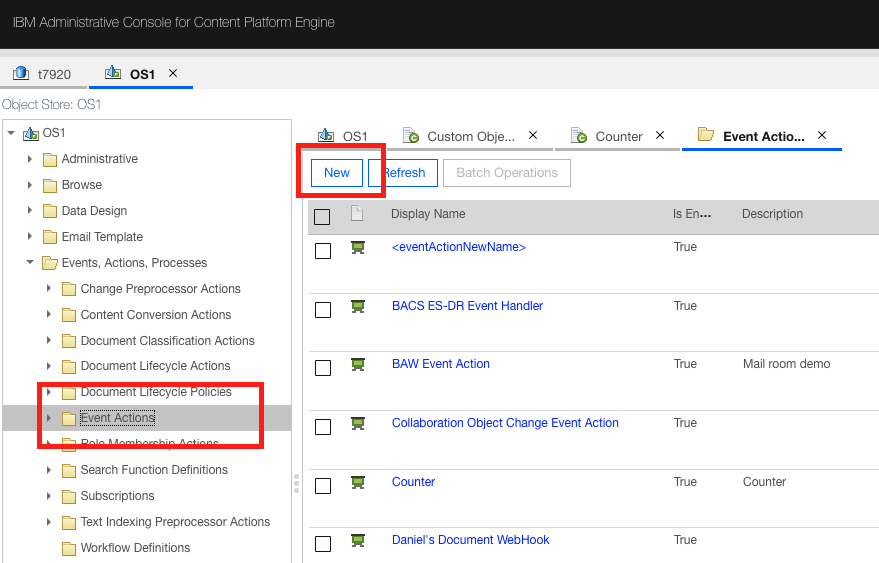 IBM Administrative Console for Content Platform Engine
t7920
OS1
Object Store: OS1
OS1
Administrative
Browse
Data Design
Email Template
Events, Actions, Processes
Change Preprocessor Actions
Content Conversion Actions
Document Classification Actions
Document Lifecycle Actions
Document Lifecycle Policies
Event Actions
Role Membership Actions
Search Function Definitions
Subscriptions
Text Indexing Preprocessor Actions
Workflow Definitions
OS1
Custom Obje...
Counter
Event Actio...
New
Refresh
Batch Operations
Display Name
Is En...
Description
<eventActionNewName>
True
BACS ES-DR Event Handler
True
BAW Event Action
True
Mail room demo
Collaboration Object Change Event Action
True
Counter
True
Counter
Daniel's Document WebHook
True